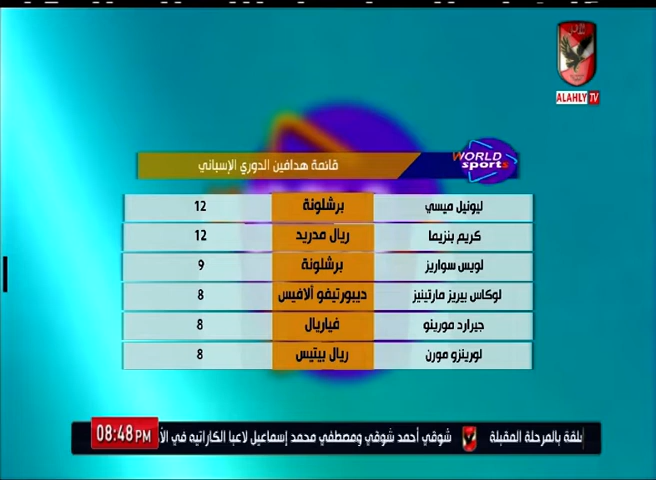 ALAHLY TV
WORLD sports
قائمة هدافين الدوري الإسباني
ليونيل ميسي برشلونة 12
كريم بنزيما ريال مدريد 12
لويس سواريز برشلونة 9
لوكاس بيريز مارتينيز ديبورتيفو ألافيس 8
جيرارد مورينو فياريال 8
لورينزو مورن ريال بيتيس 8
بلقة بالمرحلة المقبلة شوقي أحمد شوقي ومصطفي محمد إسماعيل لاعبا الكاراتيه في الأ
08:48 PM